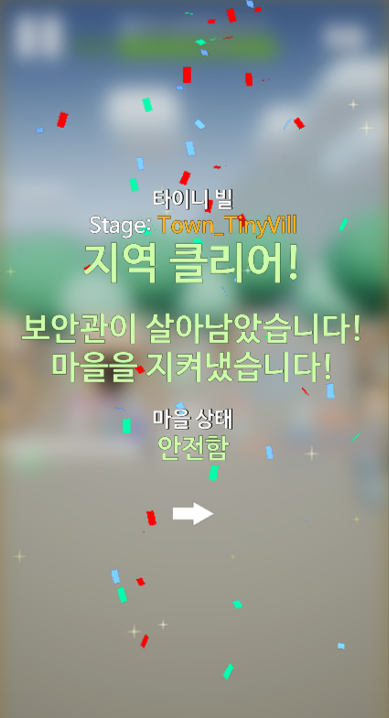 타이니 빌
Stage: Town_TinyVill
지역 클리어!
보안관이 살아남았습니다!
마을을 지켜냈습니다!
마을 상태
안전함